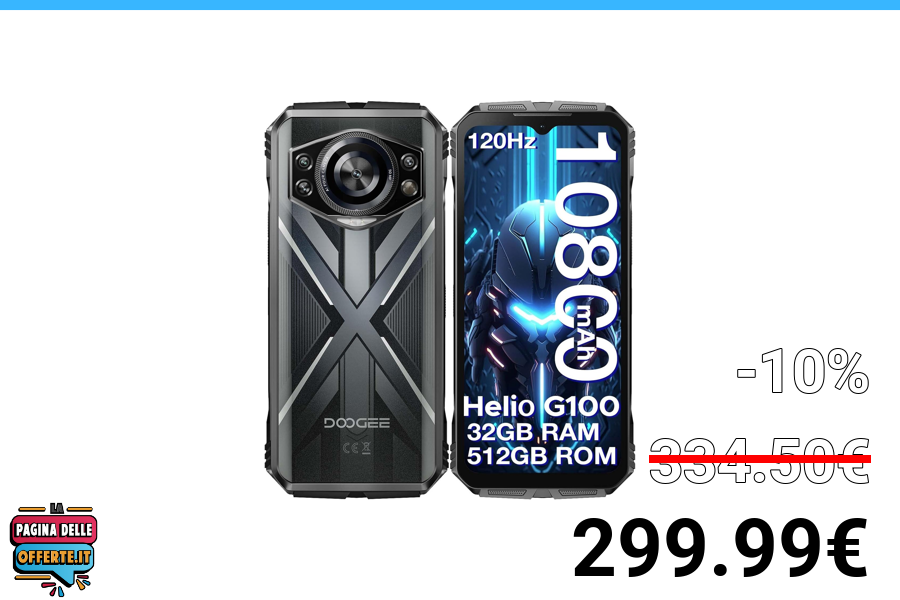 120Hz
10800
mAh
Helio G100
32GB RAM
512GB ROM
DOOGEE
CE
-10%
334.50€
299.99€
LA
PAGINA DELLE
OFFERTE.IT